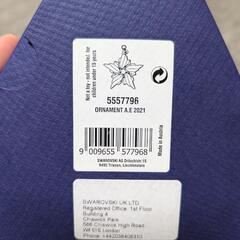 Not a toy - not intended for
children under 15 years
5557796
ORNAMENT A.E 2021
Made in Austria
9 009655 577968
SWAROVSKI AG Dröschistr.15
9495 Triesen, Liechtenstein
SWAROVSKI UK LTD
Registered Office: 1st Floor
Building 4
Chiswick Park
566 Chiswick High Road
W4 5YE London
Phone: